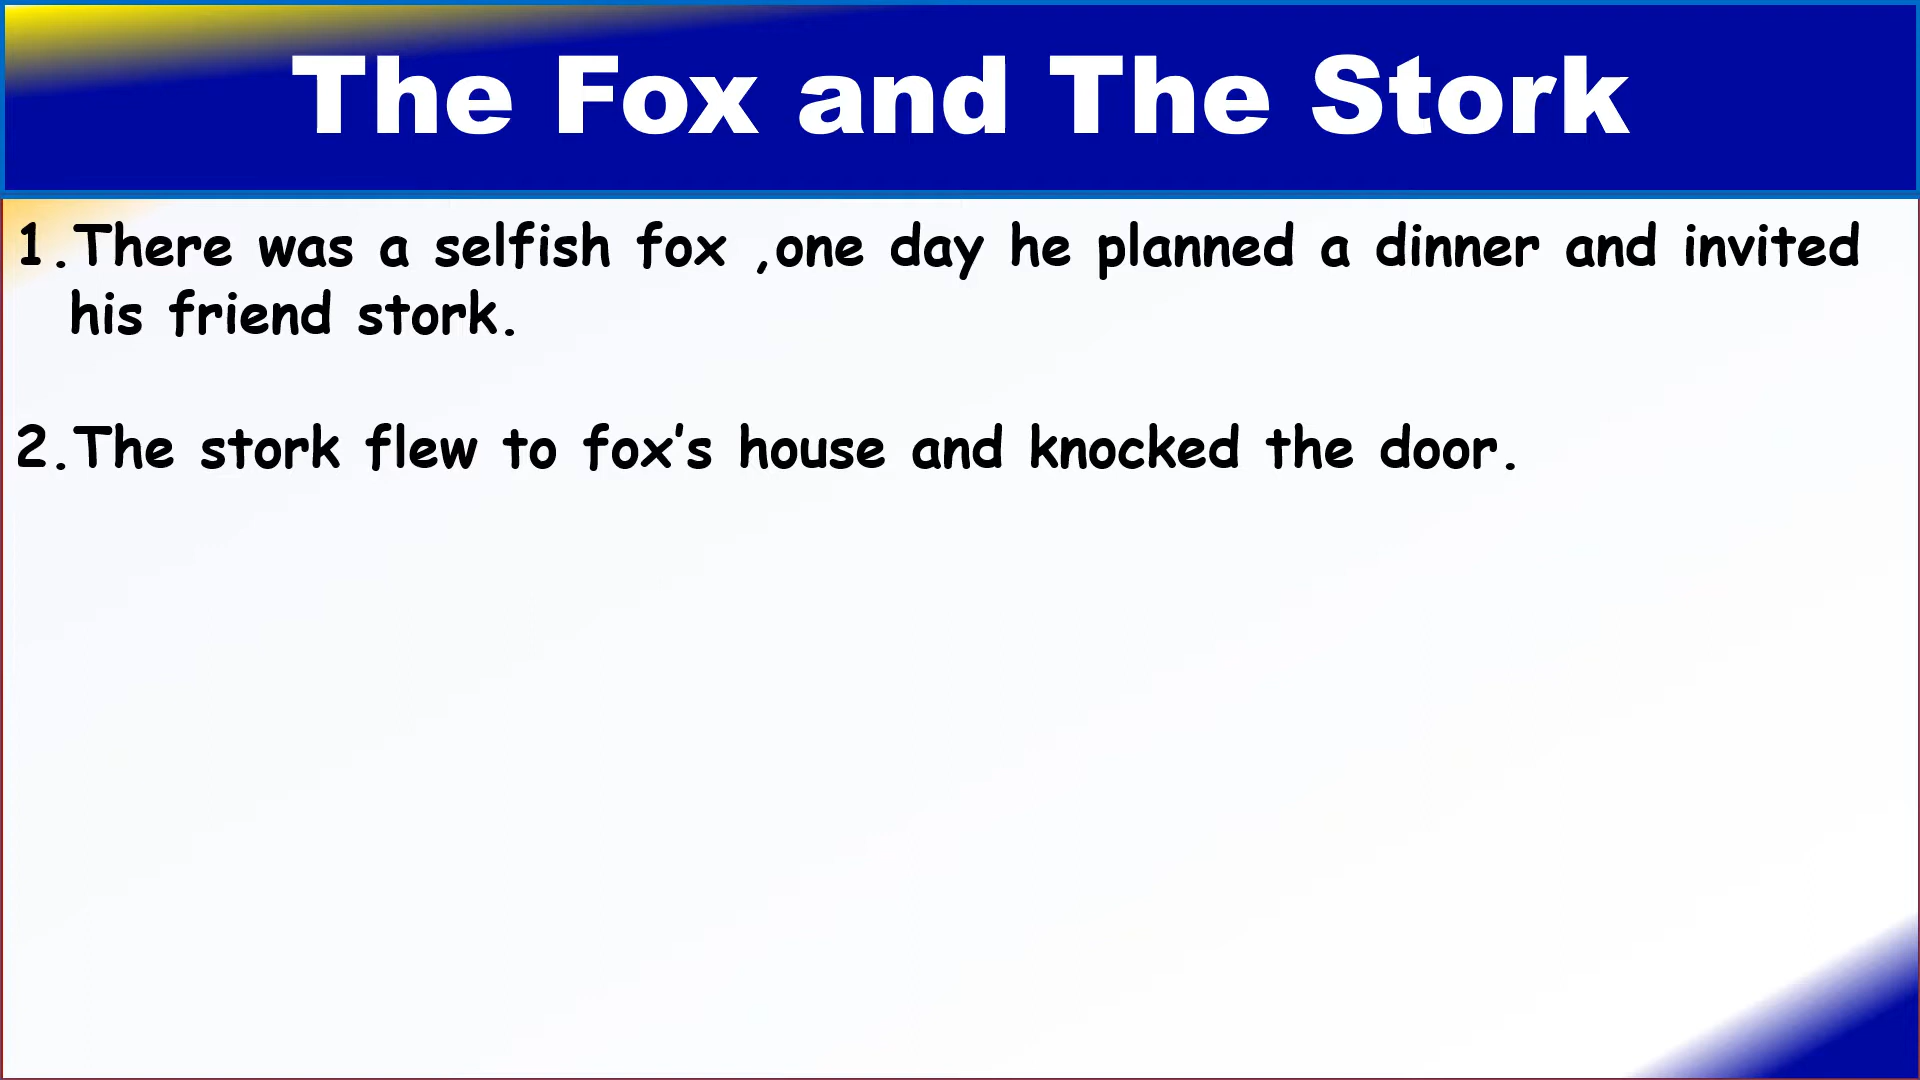 The Fox and The Stork
1.There was a selfish fox ,one day he planned a dinner and invited
his friend stork.
2.The stork flew to fox's house and knocked the door.